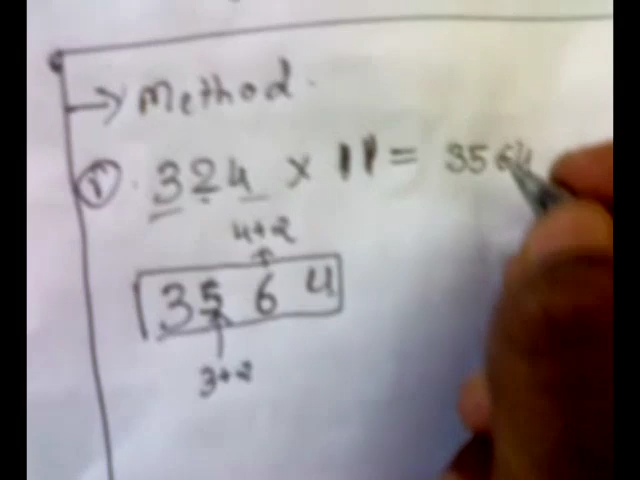 → Method.
1. 324 × 11 = 3564
4+2
3564
3+2